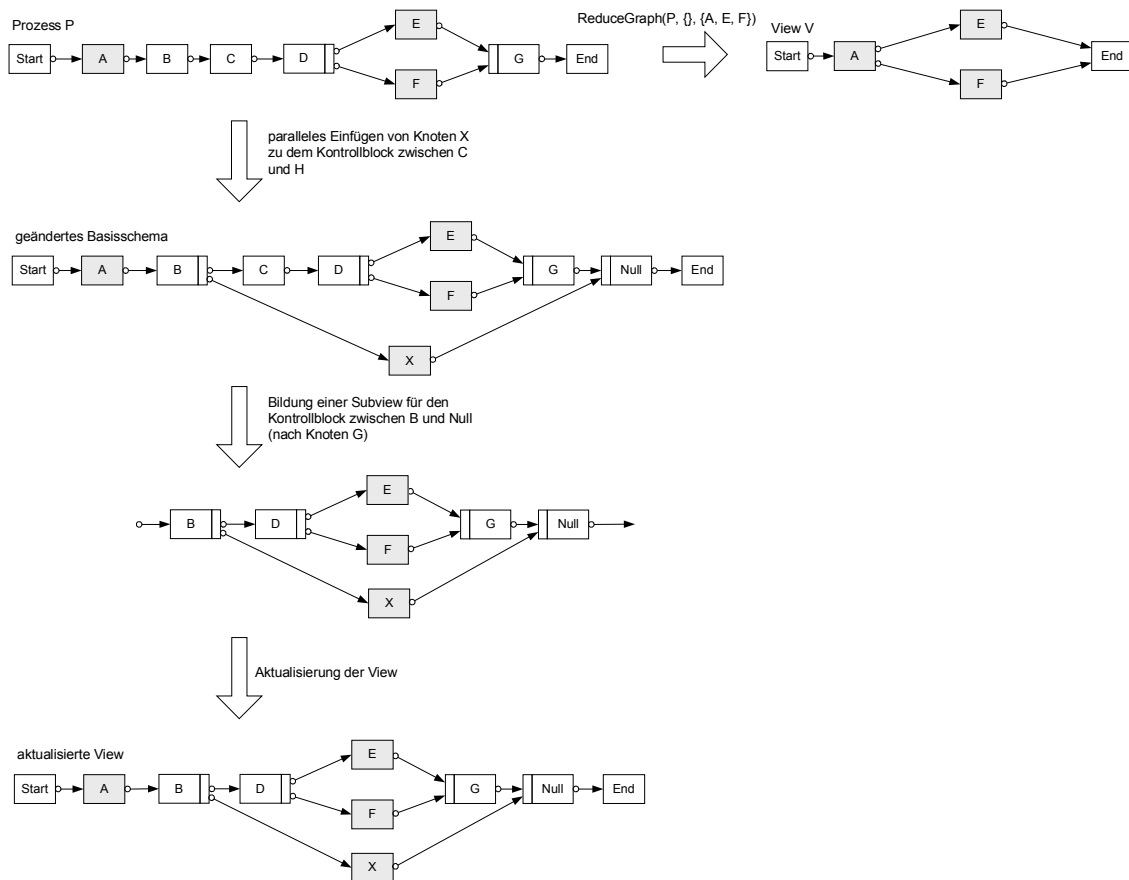 Prozess P
ReduceGraph(P, {}, {A, E, F})
View V
E
E
Start
A
B
C
D
G
End
Start
A
End
F
F
paralleles Einfügen von Knoten X
zu dem Kontrollblock zwischen C
und H
geändertes Basisschema
E
Start
A
B
C
D
G
Null
End
F
X
Bildung einer Subview für den
Kontrollblock zwischen B und Null
(nach Knoten G)
E
B
D
G
Null
F
X
Aktualisierung der View
aktualisierte View
E
Start
A
B
D
G
Null
End
F
X